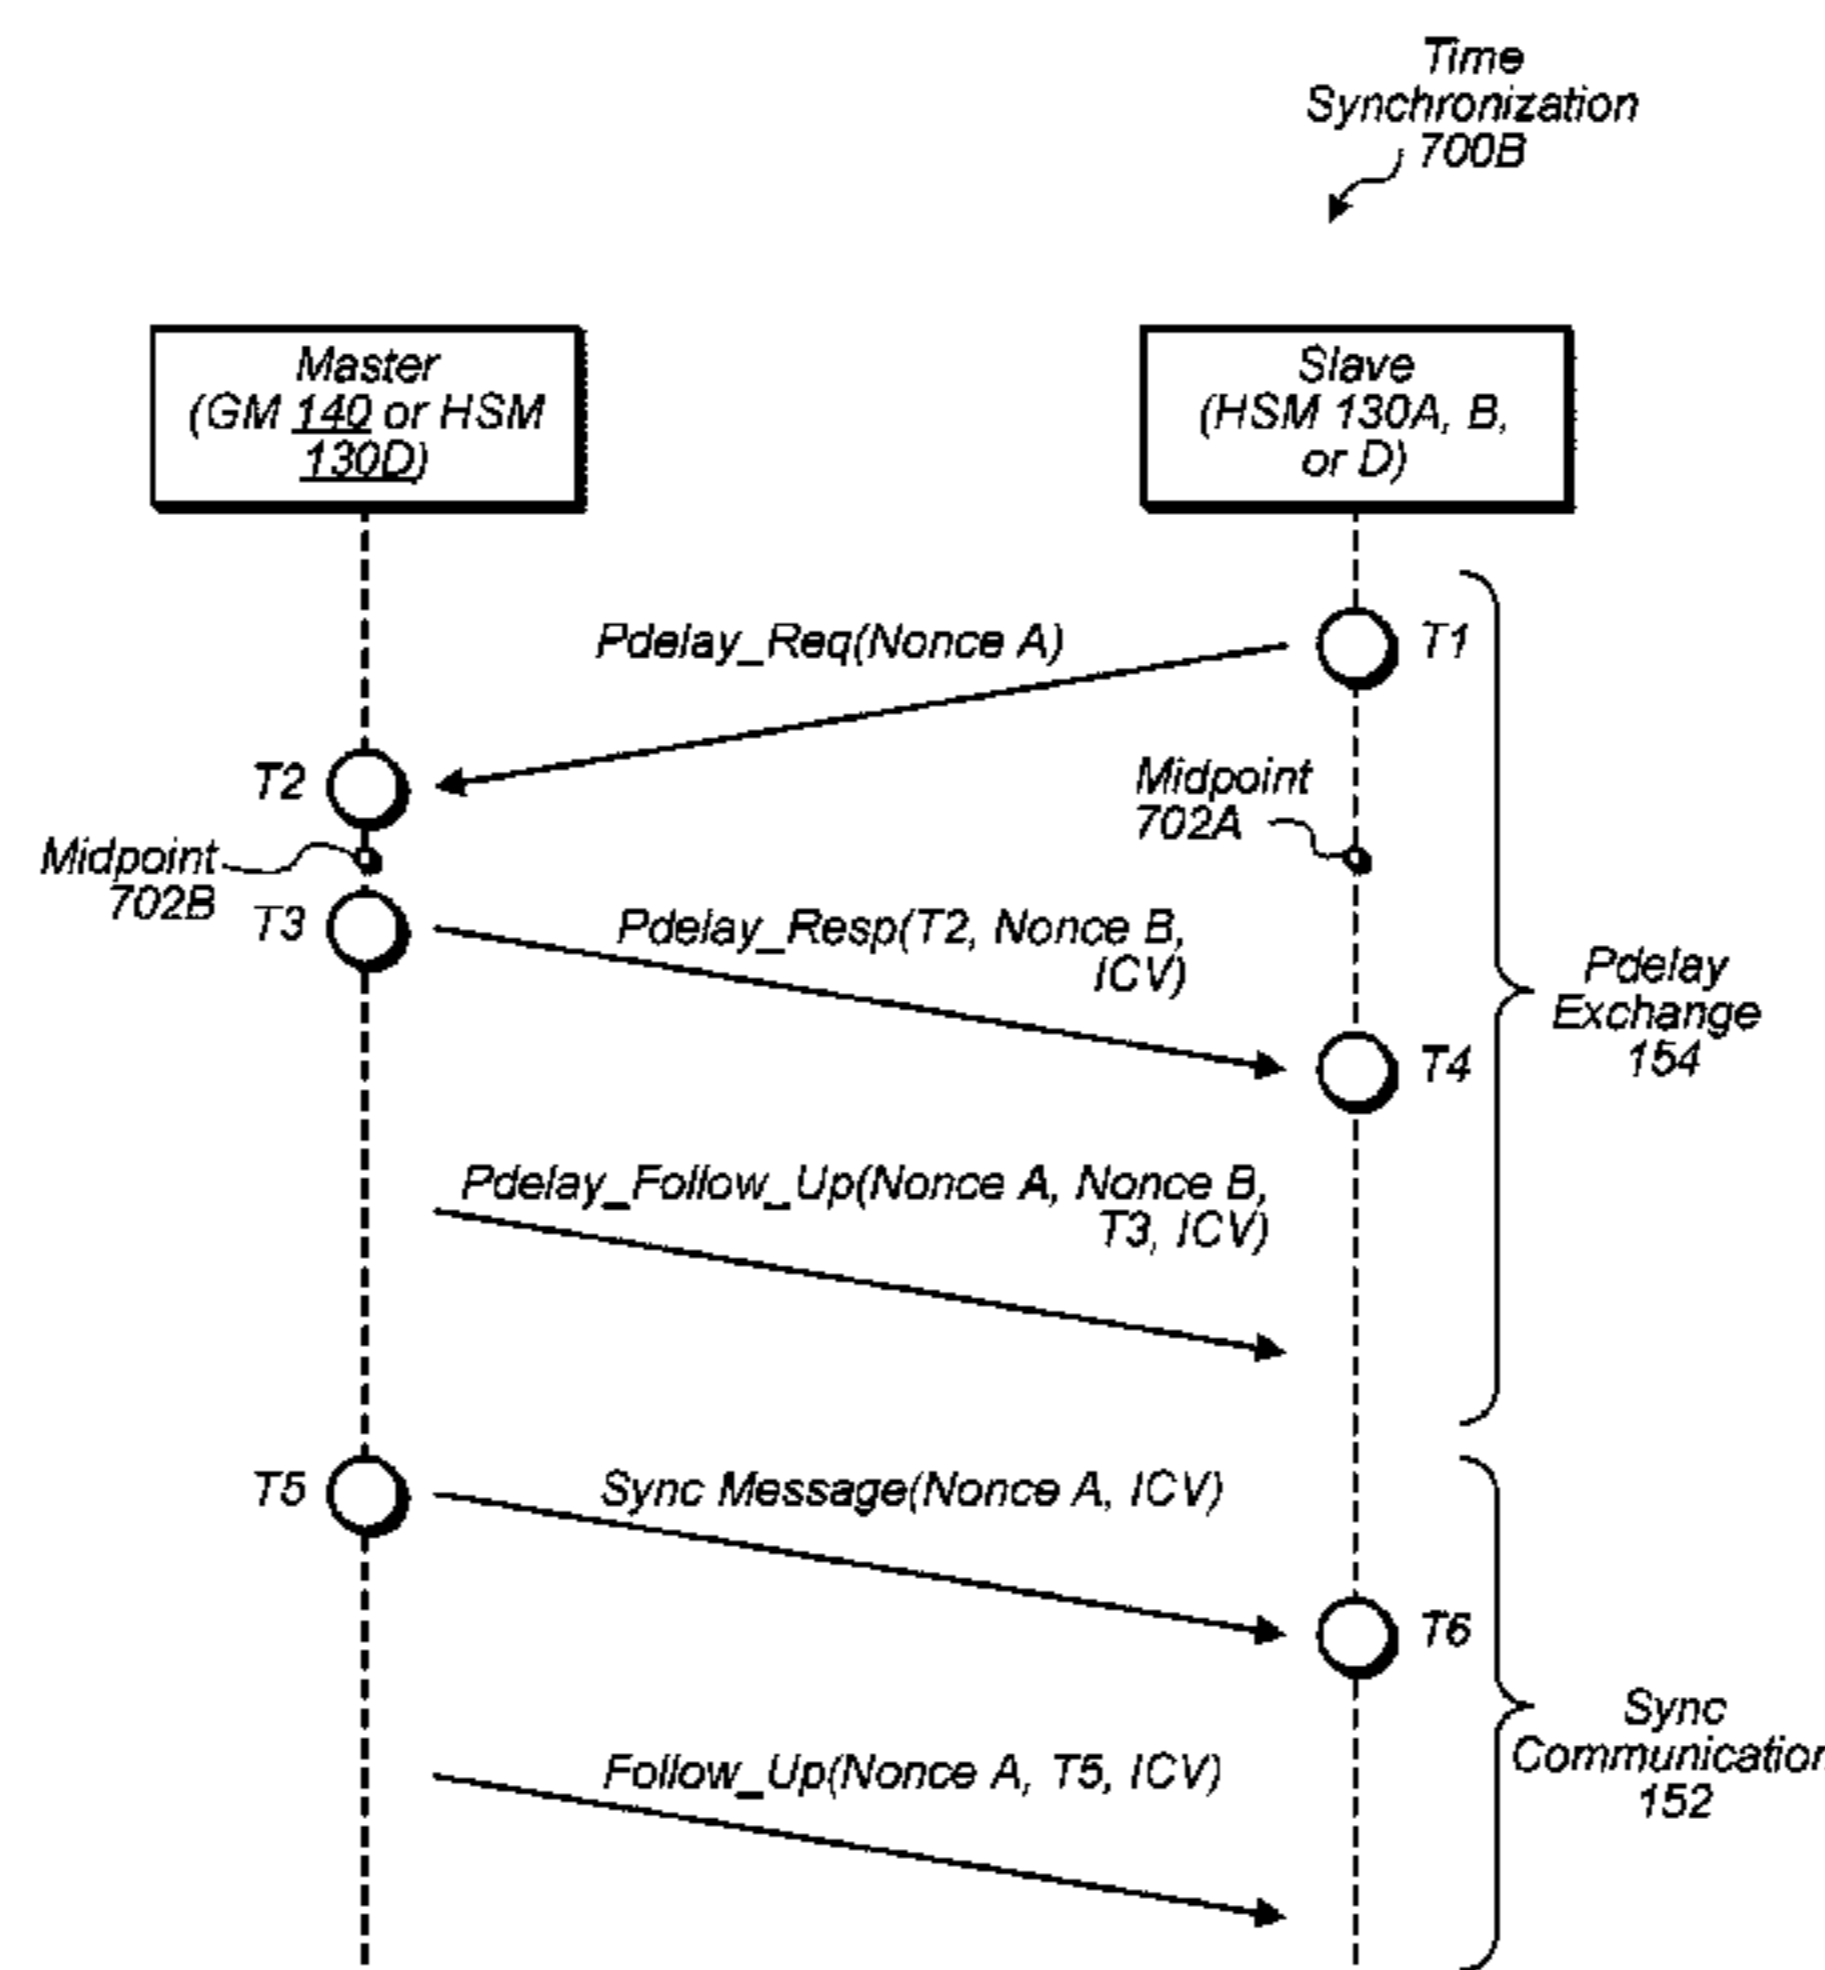 Time
Synchronization
700B
Master
(GM 140 or HSM
130D)
Slave
(HSM 130A, B,
or D)
Pdelay_Req(Nonce A)
T1
T2
Midpoint
702A
Midpoint
702B
T3
Pdelay_Resp(T2, Nonce B,
ICV)
Pdelay
Exchange
154
T4
Pdelay_Follow_Up(Nonce A, Nonce B,
T3, ICV)
T5
Sync Message(Nonce A, ICV)
T6
Sync
Communication
152
Follow_Up(Nonce A, T5, ICV)